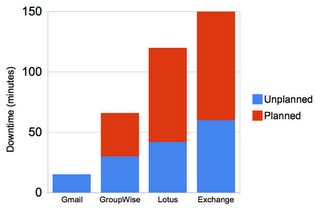 150
100
50
0
Downtime (minutes)
Gmail GroupWise Lotus Exchange
Unplanned
Planned